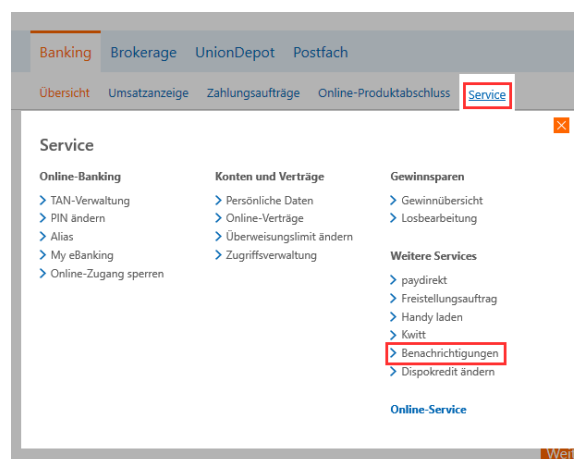 Banking Brokerage UnionDepot Postfach
Übersicht Umsatzanzeige Zahlungsaufträge Online-Produktabschluss Service
Service
Online-Banking
TAN-Verwaltung
PIN ändern
Alias
My eBanking
Online-Zugang sperren
Konten und Verträge
Persönliche Daten
Online-Verträge
Überweisungslimit ändern
Zugriffsverwaltung
Gewinnsparen
Gewinnübersicht
Losbearbeitung
Weitere Services
paydirekt
Freistellungsauftrag
Handy laden
Kwitt
Benachrichtigungen
Dispokredit ändern
Online-Service